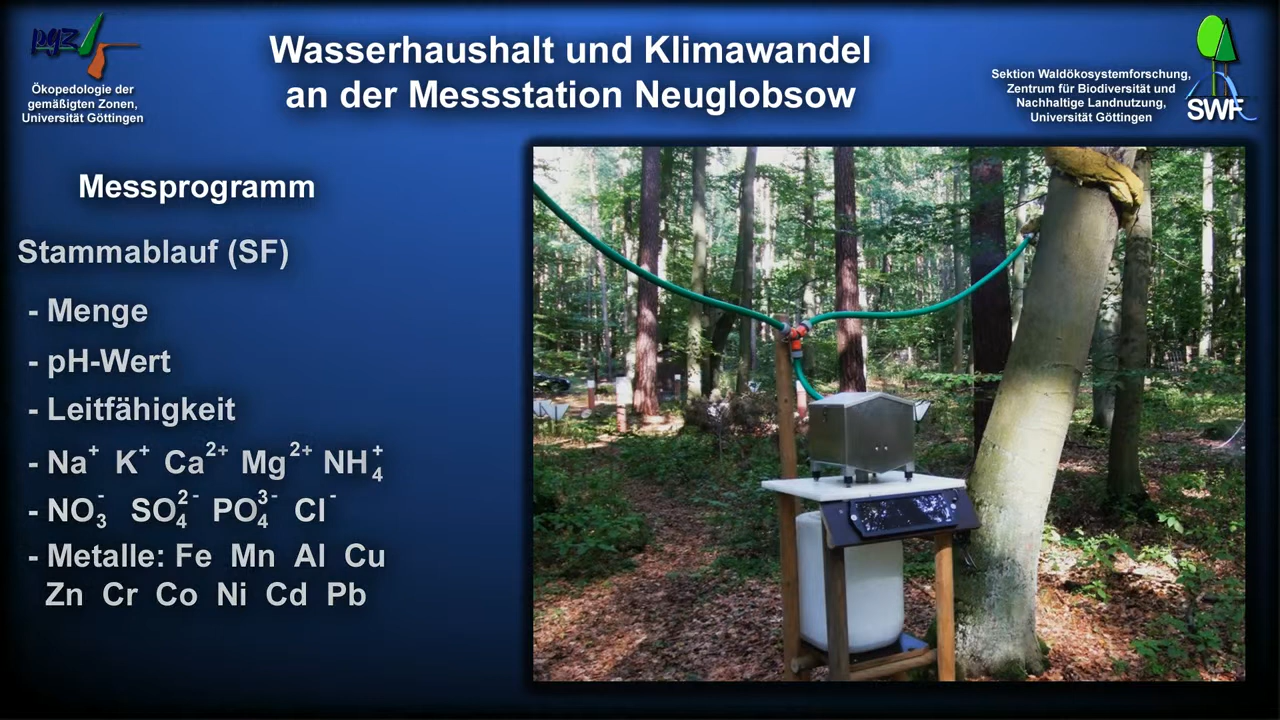 pgz
Ökopedologie der
gemäßigten Zonen,
Universität Göttingen
Wasserhaushalt und Klimawandel
an der Messstation Neuglobsow
Sektion Waldökosystemforschung,
Zentrum für Biodiversität und
Nachhaltige Landnutzung,
Universität Göttingen
SWF
Messprogramm
Stammablauf (SF)
- Menge
- pH-Wert
- Leitfähigkeit
- Na⁺ K⁺ Ca²⁺ Mg²⁺ NH₄⁺
- NO₃⁻ SO₄²⁻ PO₄³⁻ Cl⁻
- Metalle: Fe Mn Al Cu
Zn Cr Co Ni Cd Pb